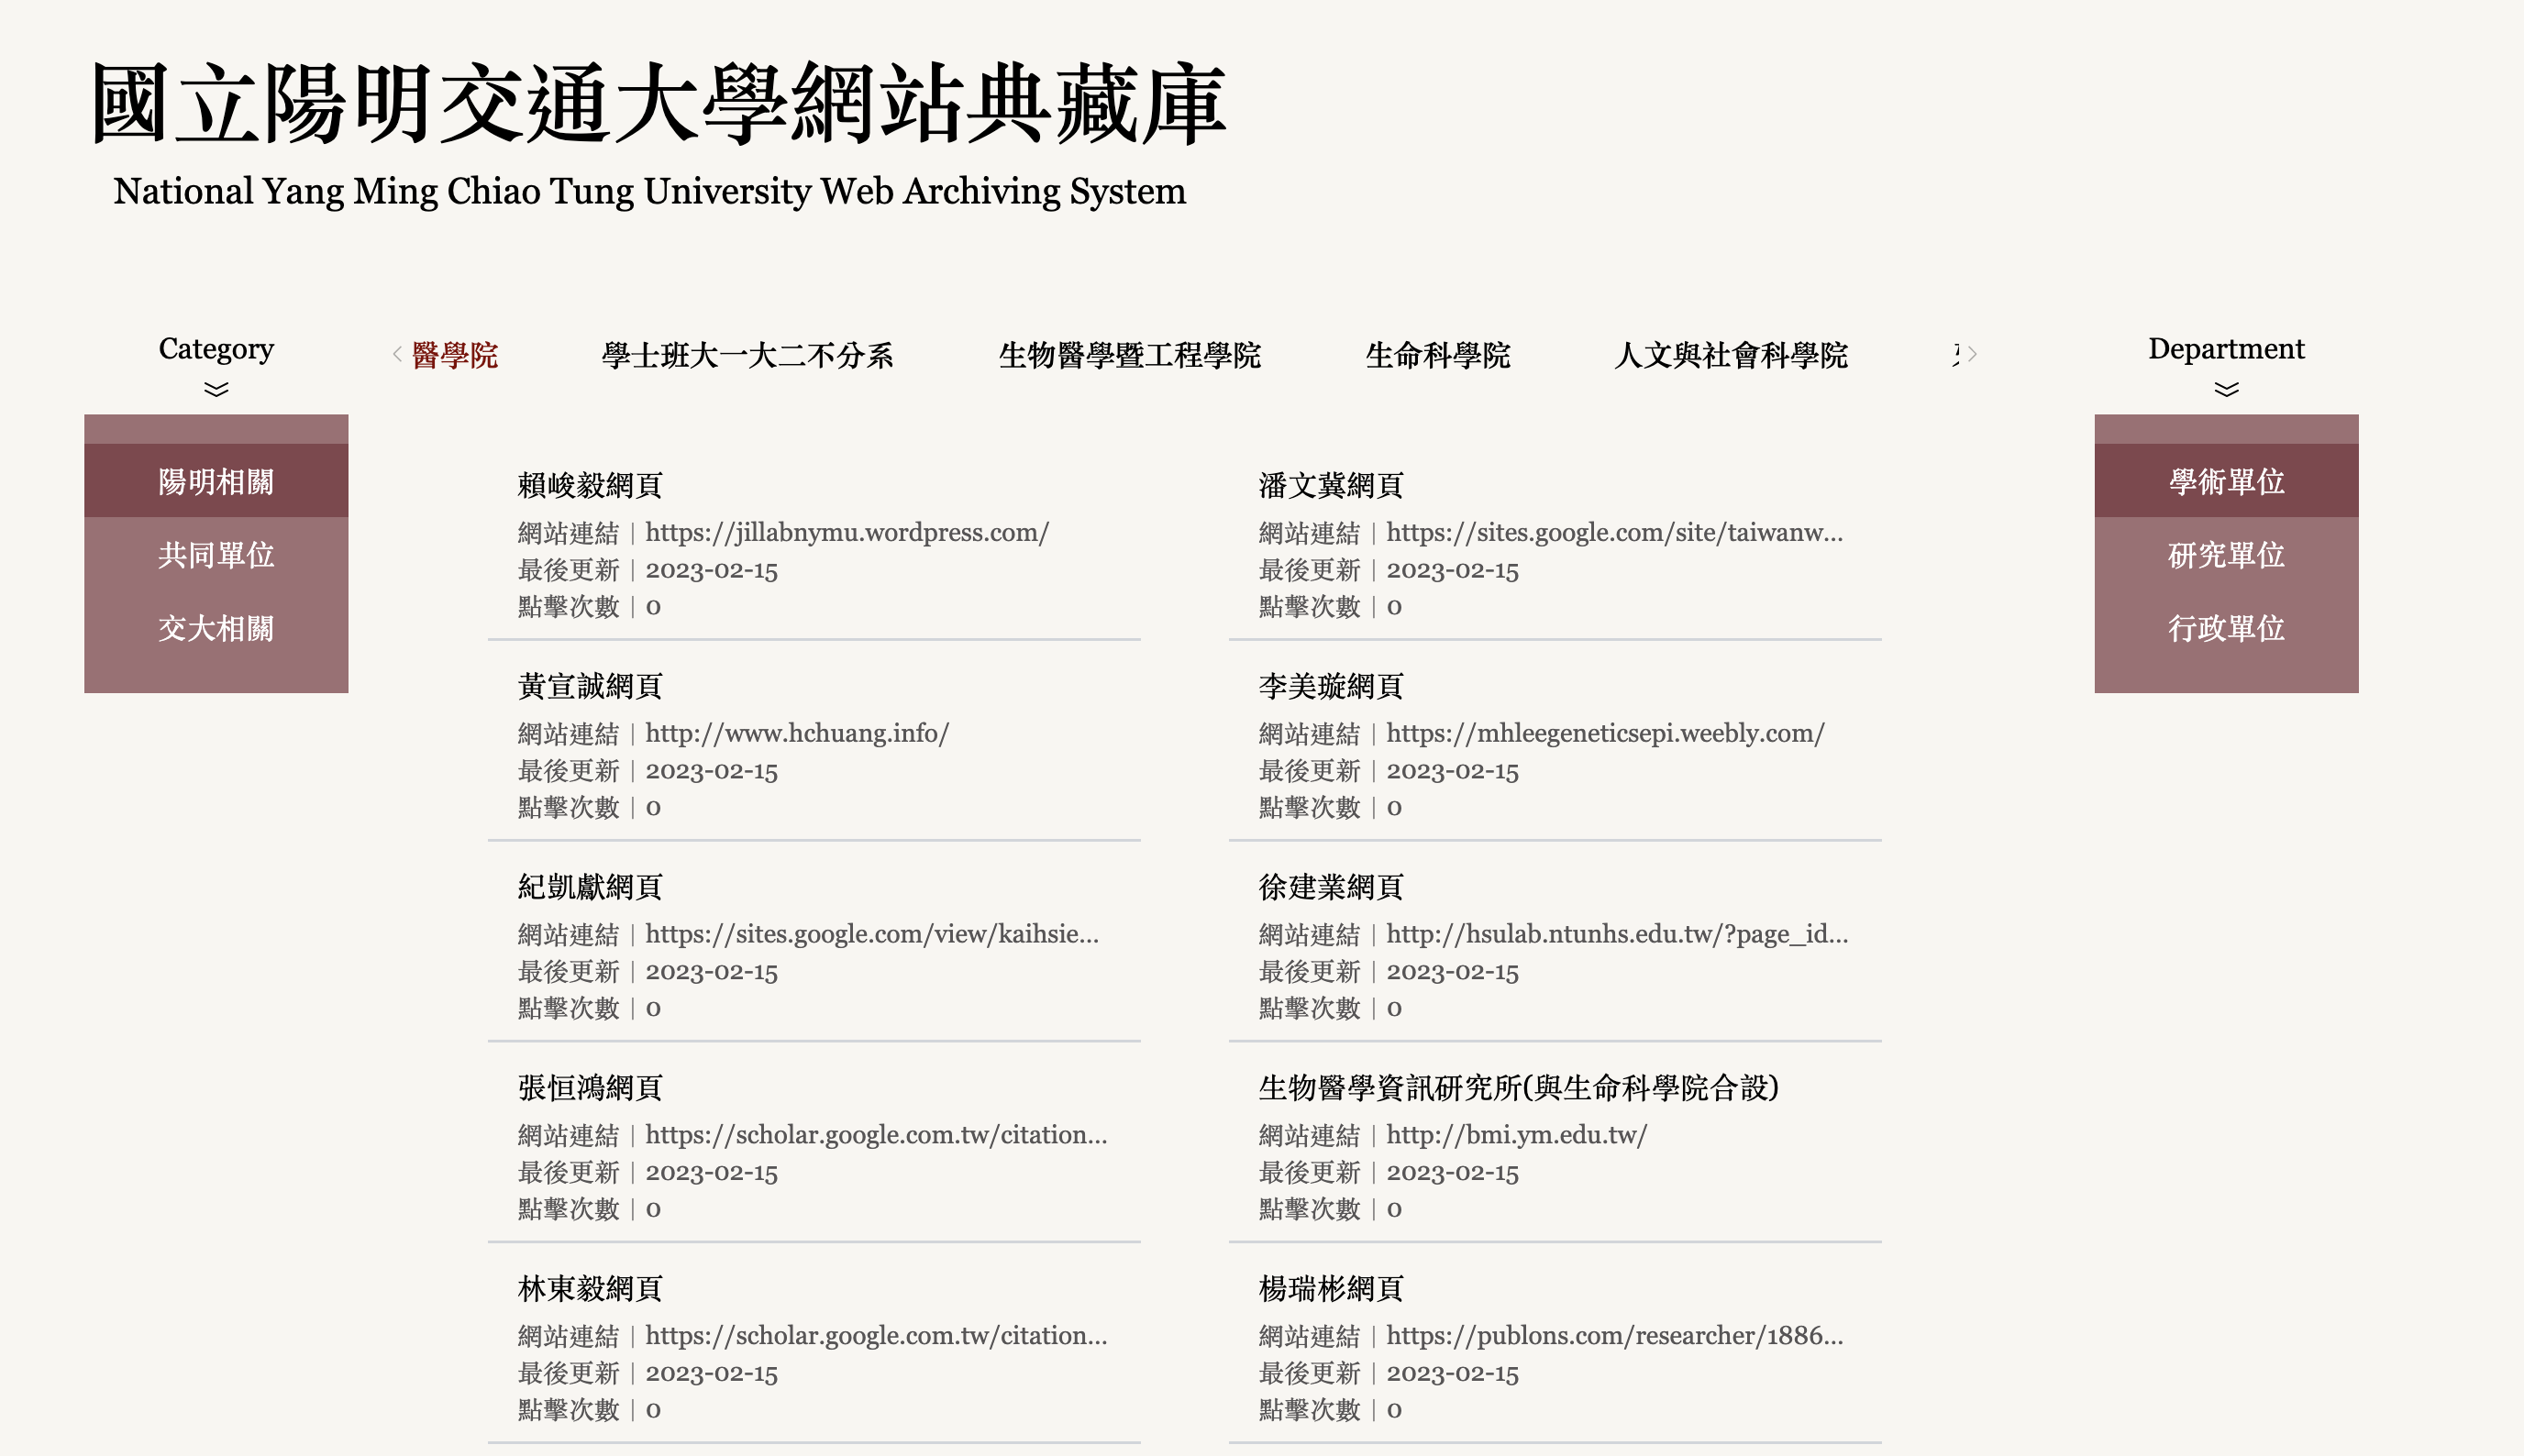 國立陽明交通大學網站典藏庫
National Yang Ming Chiao Tung University Web Archiving System
Category
陽明相關
共同單位
交大相關
醫學院 學士班大一大二不分系 生物醫學暨工程學院 生命科學院 人文與社會科學院
Department
學術單位
研究單位
行政單位
賴峻毅網頁
網站連結 | https://jillabnymu.wordpress.com/
最後更新 | 2023-02-15
點擊次數 | 0
潘文冀網頁
網站連結 | https://sites.google.com/site/taiwanw...
最後更新 | 2023-02-15
點擊次數 | 0
黃宣誠網頁
網站連結 | http://www.hchuang.info/
最後更新 | 2023-02-15
點擊次數 | 0
李美璇網頁
網站連結 | https://mhleegeneticsepi.weebly.com/
最後更新 | 2023-02-15
點擊次數 | 0
紀凱獻網頁
網站連結 | https://sites.google.com/view/kaihsie...
最後更新 | 2023-02-15
點擊次數 | 0
徐建業網頁
網站連結 | http://hsulab.ntunhs.edu.tw/?page_id...
最後更新 | 2023-02-15
點擊次數 | 0
張恒鴻網頁
網站連結 | https://scholar.google.com.tw/citation...
最後更新 | 2023-02-15
點擊次數 | 0
生物醫學資訊研究所(與生命科學院合設)
網站連結 | http://bmi.ym.edu.tw/
最後更新 | 2023-02-15
點擊次數 | 0
林東毅網頁
網站連結 | https://scholar.google.com.tw/citation...
最後更新 | 2023-02-15
點擊次數 | 0
楊瑞彬網頁
網站連結 | https://publons.com/researcher/1886...
最後更新 | 2023-02-15
點擊次數 | 0